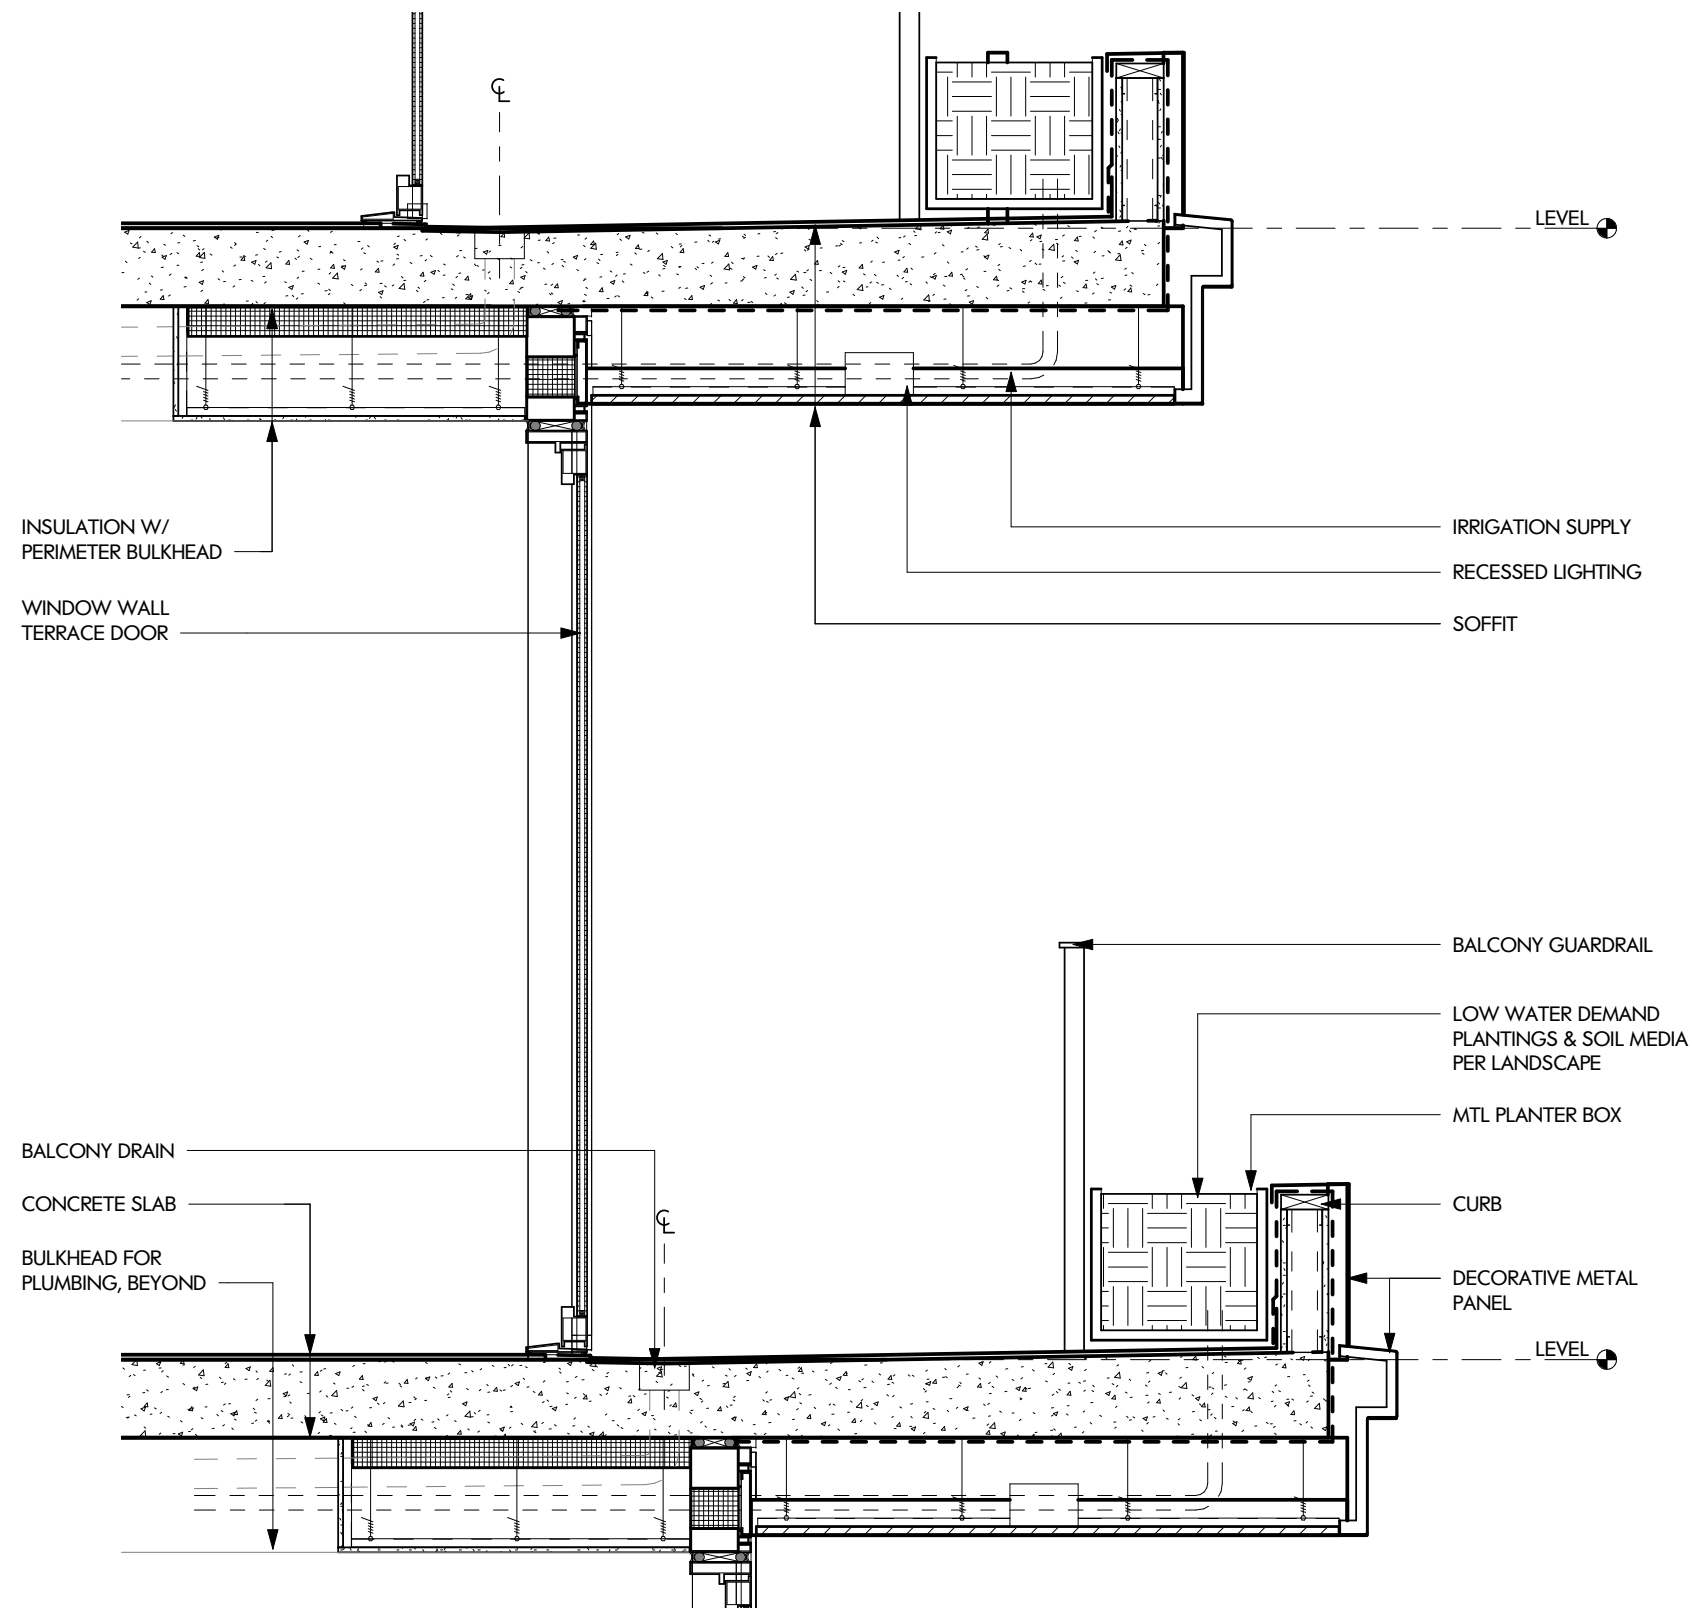 ℄
LEVEL
INSULATION W/
PERIMETER BULKHEAD
WINDOW WALL
TERRACE DOOR
IRRIGATION SUPPLY
RECESSED LIGHTING
SOFFIT
BALCONY GUARDRAIL
LOW WATER DEMAND
PLANTINGS & SOIL MEDIA
PER LANDSCAPE
MTL PLANTER BOX
BALCONY DRAIN
CONCRETE SLAB
BULKHEAD FOR
PLUMBING, BEYOND
℄
CURB
DECORATIVE METAL
PANEL
LEVEL